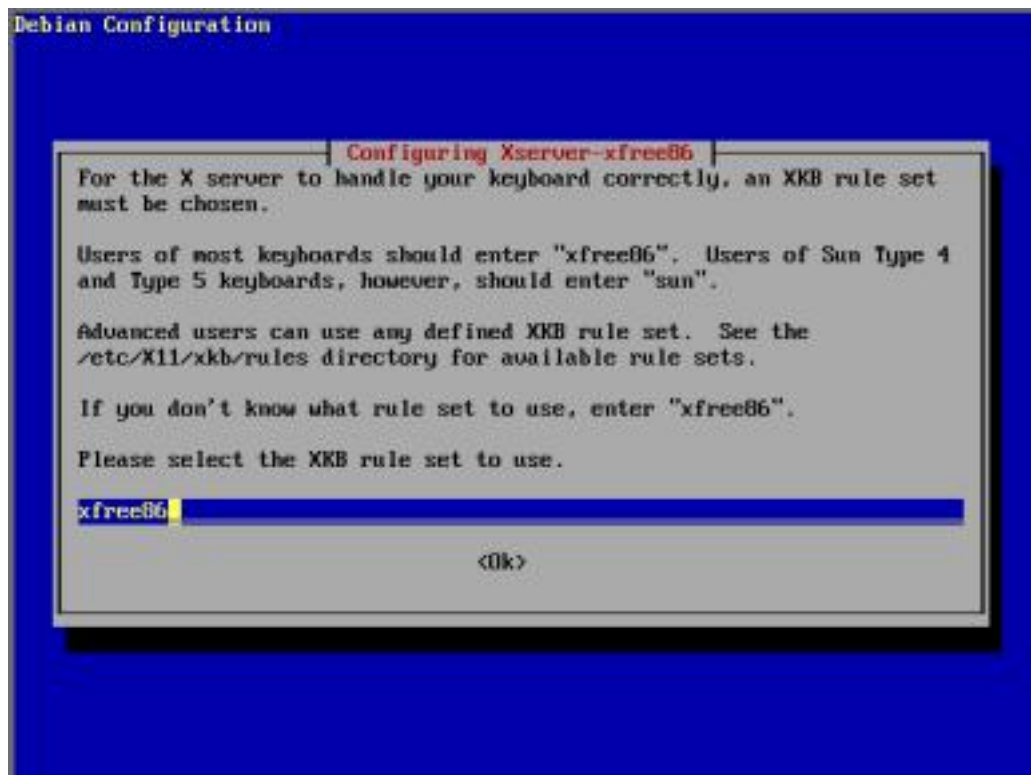 Debian Configuration
Configuring Xserver-xfree86
For the X server to handle your keyboard correctly, an XKB rule set
must be chosen.
Users of most keyboards should enter "xfree86".  Users of Sun Type 4
and Type 5 keyboards, however, should enter "sun".
Advanced users can use any defined XKB rule set.  See the
/etc/X11/xkb/rules directory for available rule sets.
If you don't know what rule set to use, enter "xfree86".
Please select the XKB rule set to use.
xfree86
<Ok>